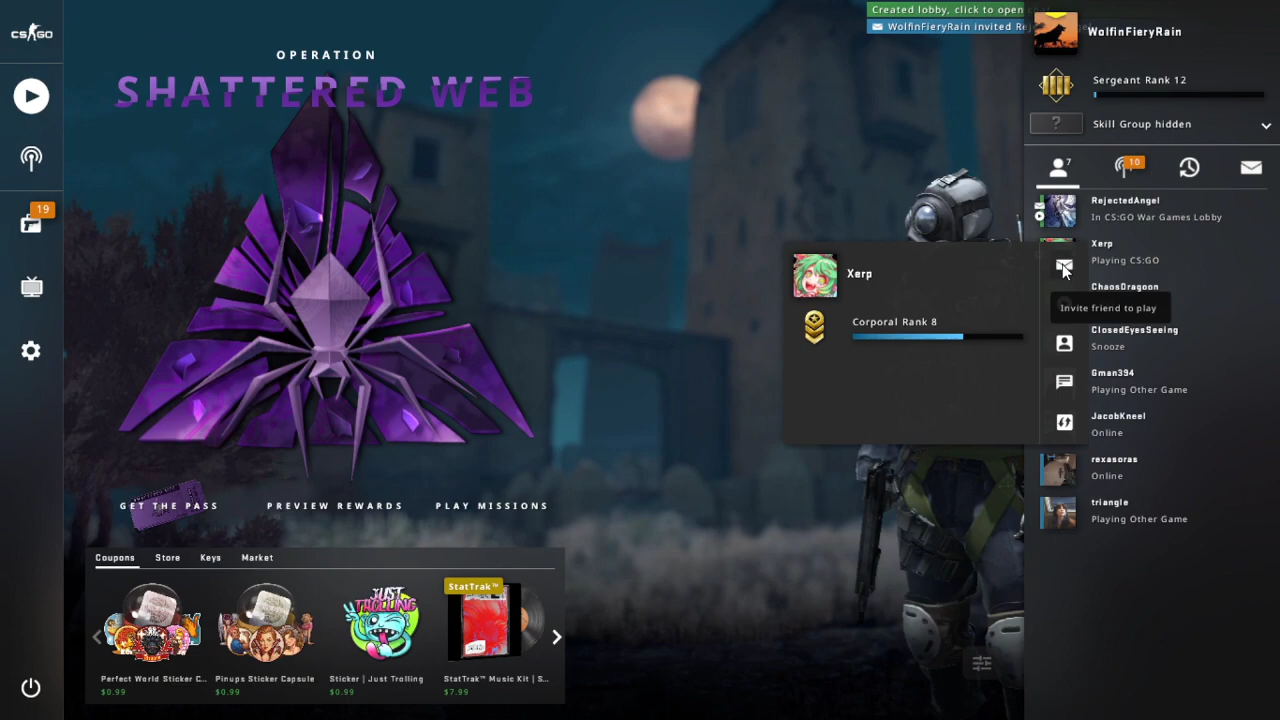 CS GO
Created lobby, click to open
WolfinFieryRain invited Rej
WolfinFieryRain
Sergeant Rank 12
?
Skill Group hidden
7
10
19
OPERATION
SHATTERED WEB
RejectedAngel
In CS:GO War Games Lobby
Xerp
Playing CS:GO
ChaosDragoon
Invite friend to play
ClosedEyesSeeing
Snooze
Gman394
Playing Other Game
JacobKneel
Online
rexasoras
Online
triangle
Playing Other Game
Xerp
Corporal Rank 8
GET THE PASS
PREVIEW REWARDS
PLAY MISSIONS
Coupons
Store
Keys
Market
JUST
TROLLING
StatTrak™
Perfect World Sticker C...
$0.99
Pinups Sticker Capsule
$0.99
Sticker | Just Trolling
$0.99
StatTrak™ Music Kit | S...
$7.99